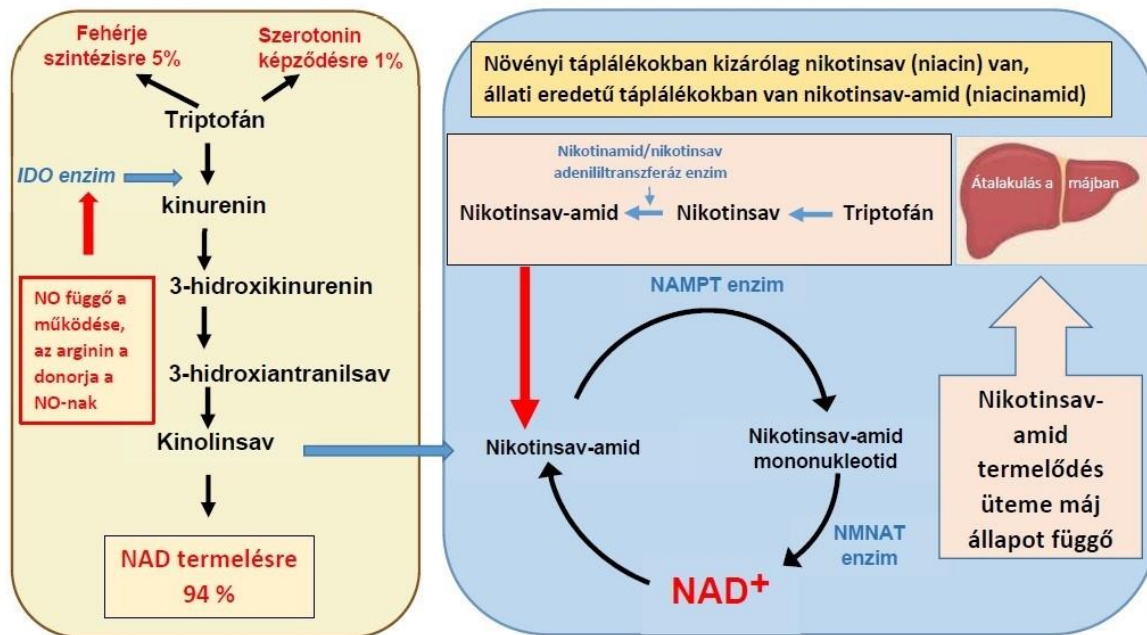 Fehérje
szintézisre 5%
Szerotonin
képződésre 1%
Triptofán
IDO enzim
kinurenin
3-hidroxikinurenin
NO függő a
működése,
az arginin a
donorja a
NO-nak
3-hidroxiantranilsav
Kinolinsav
NAD termelésre
94 %
Növényi táplálékokban kizárólag nikotinsav (niacin) van,
állati eredetű táplálékokban van nikotinsav-amid (niacinamid)
Nikotinamid/nikotinsav
adenililtranszferáz enzim
Nikotinsav-amid
Nikotinsav
Triptofán
Átalakulás a májban
NAMPT enzim
Nikotinsav-amid
Nikotinsav-amid
mononukleotid
NMNAT
enzim
NAD+
Nikotinsav-
amid
termelődés
üteme máj
állapot függő